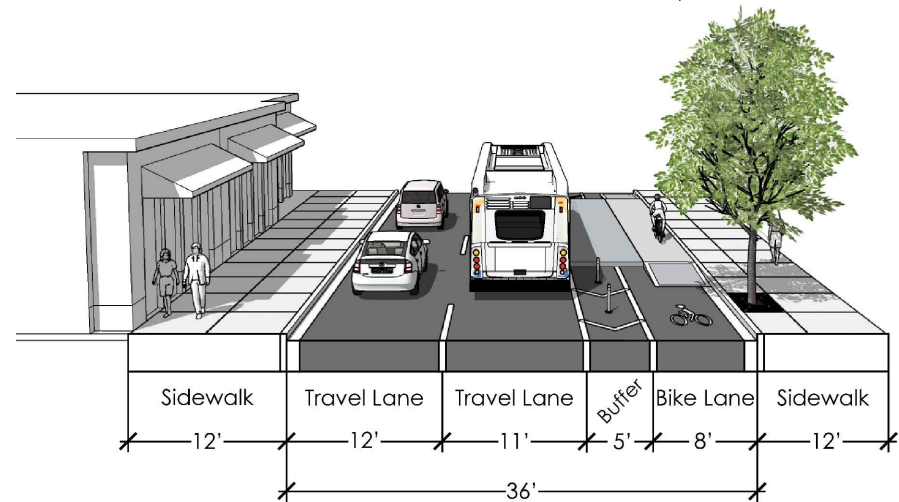 Sidewalk
Travel Lane
Travel Lane
Buffer
Bike Lane
Sidewalk
12’
12’
11’
5’
8’
12’
36’